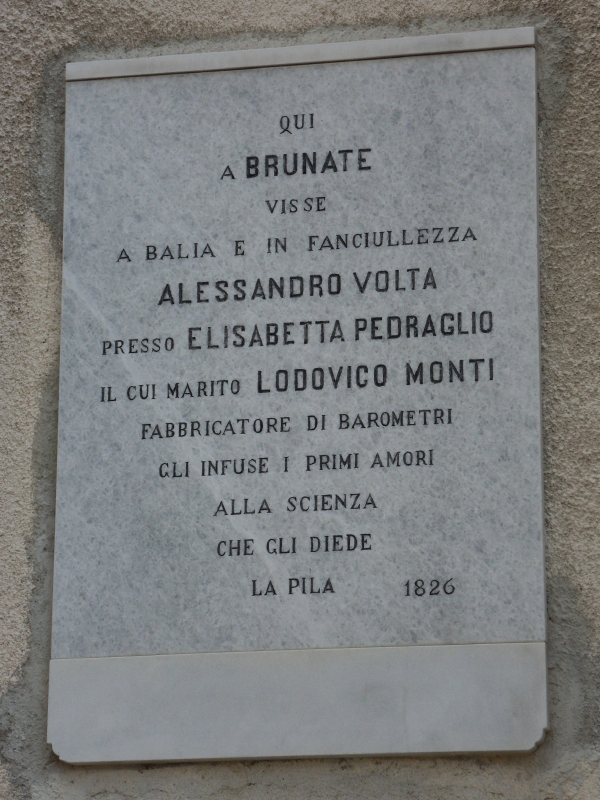 QUI
A BRUNATE
VISSE
A BALIA E IN FANCIULLEZZA
ALESSANDRO VOLTA
PRESSO ELISABETTA PEDRAGLIO
IL CUI MARITO LODOVICO MONTI
FABBRICATORE DI BAROMETRI
GLI INFUSE I PRIMI AMORI
ALLA SCIENZA
CHE GLI DIEDE
LA PILA 1826